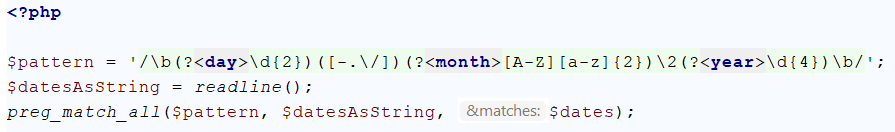 <?php
$pattern = '/\b(?<day>\d{2})([-.\/])(?<month>[A-Z][a-z]{2})\2(?<year>\d{4})\b/';
$datesAsString = readline();
preg_match_all($pattern, $datesAsString, &matches: $dates);